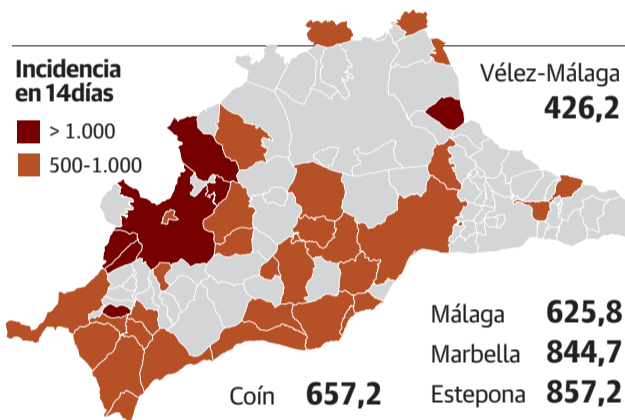 Incidencia
en 14días
> 1.000
500-1.000
Vélez-Málaga
426,2
Málaga 625,8
Marbella 844,7
Coín 657,2
Estepona 857,2